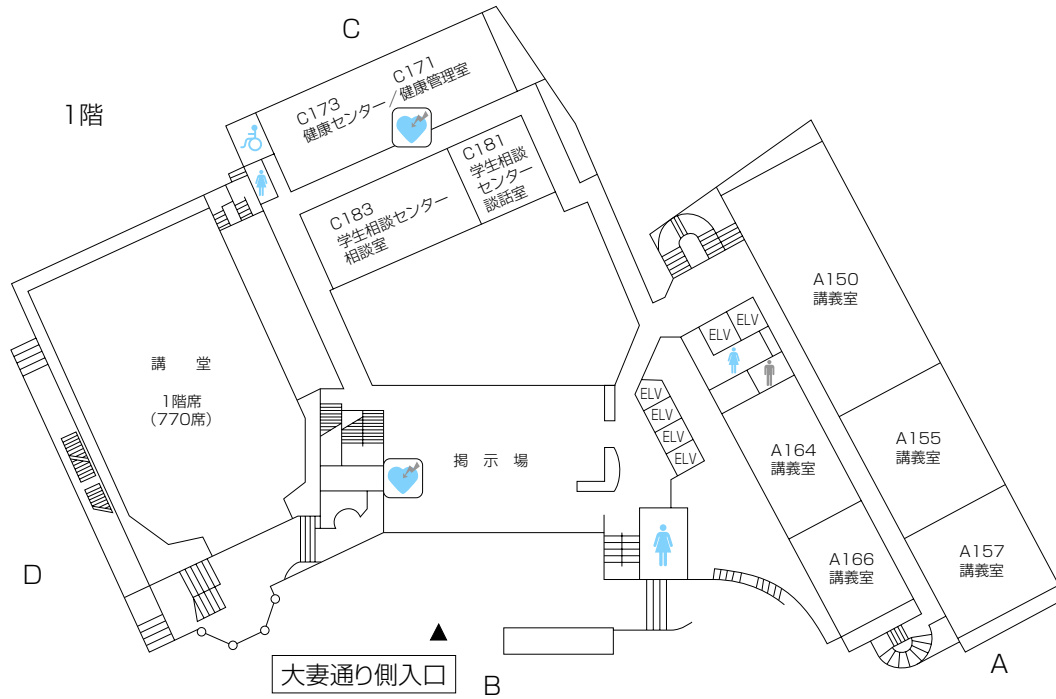 C
1階
C171
健康管理室
C173
健康センター/
C181
学生相談
センター
談話室
C183
学生相談センター
相談室
A150
講義室
ELV
ELV
講 堂
1階席
(770席)
ELV
ELV
ELV
ELV
掲 示 場
A164
講義室
A155
講義室
A166
講義室
A157
講義室
D
大妻通り側入口
B
A